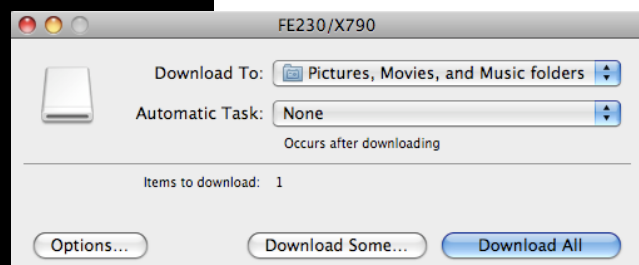 FE230/X790
Download To: Pictures, Movies, and Music folders
Automatic Task: None
Occurs after downloading
Items to download: 1
Options... Download Some... Download All